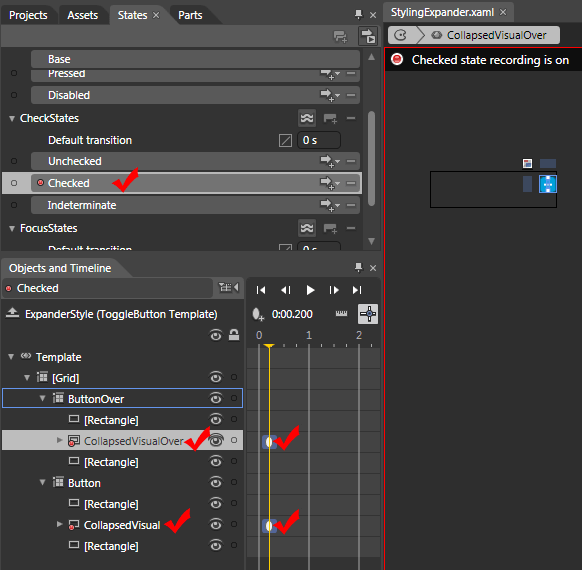 Projects Assets States Parts
Base
Pressed
Disabled
CheckStates
Default transition 0 s
Unchecked
Checked
Indeterminate
FocusStates
Default transition 0 s
Objects and Timeline
Checked
ExpanderStyle (ToggleButton Template)
0:00.200
0 1 2
Template
[Grid]
ButtonOver
[Rectangle]
CollapsedVisualOver
[Rectangle]
Button
[Rectangle]
CollapsedVisual
[Rectangle]
StylingExpander.xaml
CollapsedVisualOver
Checked state recording is on